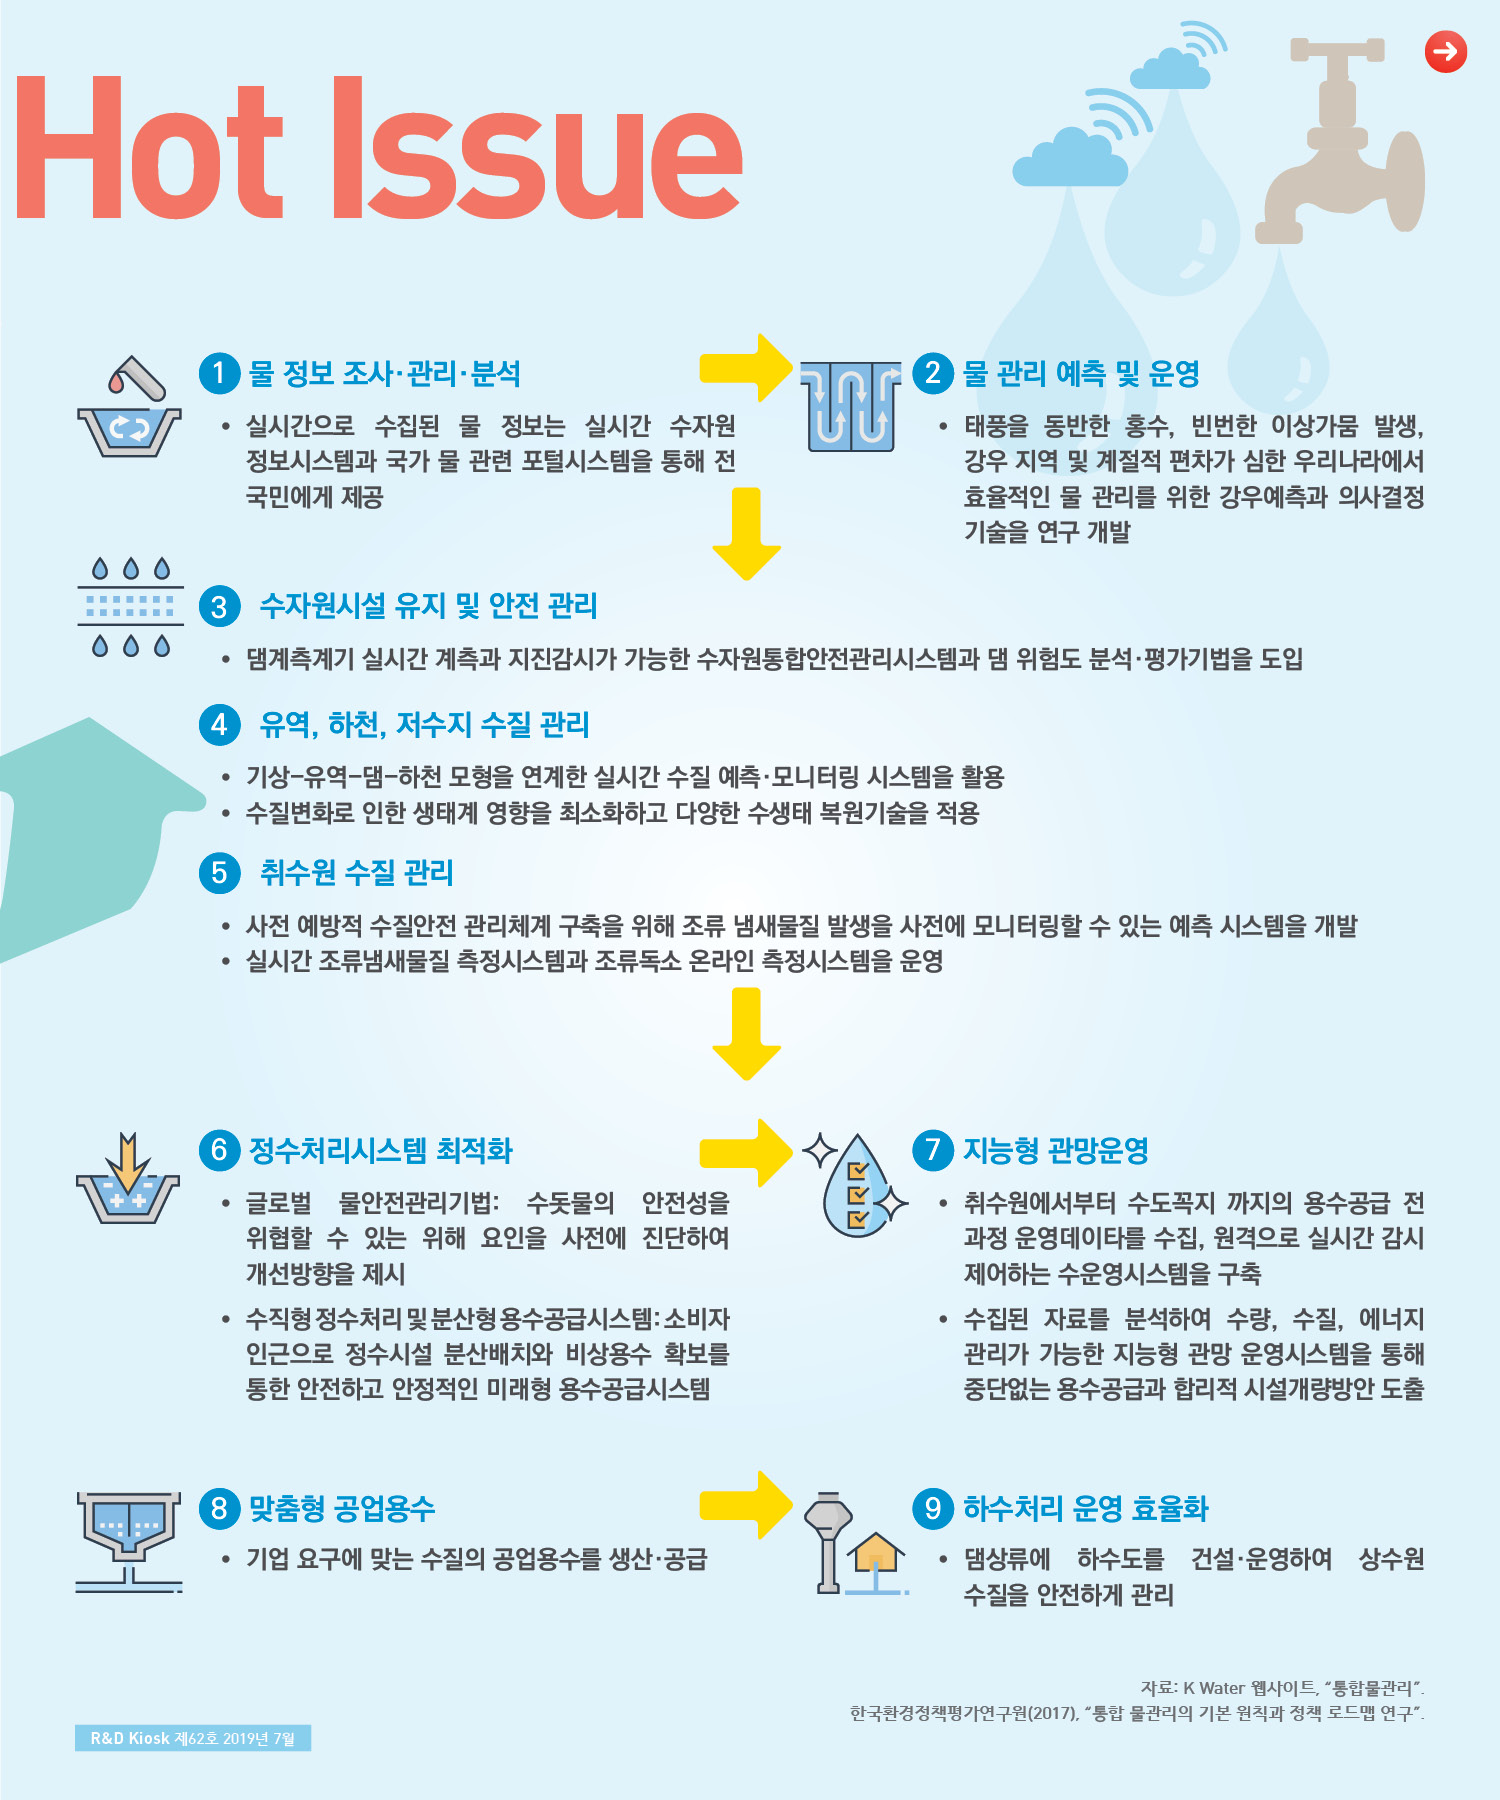 Hot Issue
1 물 정보 조사·관리·분석
• 실시간으로 수집된 물 정보는 실시간 수자원
정보시스템과 국가 물 관련 포털시스템을 통해 전
국민에게 제공
2 물 관리 예측 및 운영
• 태풍을 동반한 홍수, 빈번한 이상가뭄 발생,
강우 지역 및 계절적 편차가 심한 우리나라에서
효율적인 물 관리를 위한 강우예측과 의사결정
기술을 연구 개발
3 수자원시설 유지 및 안전 관리
• 댐계측계기 실시간 계측과 지진감시가 가능한 수자원통합안전관리시스템과 댐 위험도 분석·평가기법을 도입
4 유역, 하천, 저수지 수질 관리
• 기상-유역-댐-하천 모형을 연계한 실시간 수질 예측·모니터링 시스템을 활용
• 수질변화로 인한 생태계 영향을 최소화하고 다양한 수생태 복원기술을 적용
5 취수원 수질 관리
• 사전 예방적 수질안전 관리체계 구축을 위해 조류 냄새물질 발생을 사전에 모니터링할 수 있는 예측 시스템을 개발
• 실시간 조류냄새물질 측정시스템과 조류독소 온라인 측정시스템을 운영
6 정수처리시스템 최적화
• 글로벌 물안전관리기법: 수돗물의 안전성을
위협할 수 있는 위해 요인을 사전에 진단하여
개선방향을 제시
• 수직형 정수처리 및 분산형 용수공급시스템: 소비자
인근으로 정수시설 분산배치와 비상용수 확보를
통한 안전하고 안정적인 미래형 용수공급시스템
7 지능형 관망운영
• 취수원에서부터 수도꼭지 까지의 용수공급 전
과정 운영데이타를 수집, 원격으로 실시간 감시
제어하는 수운영시스템을 구축
• 수집된 자료를 분석하여 수량, 수질, 에너지
관리가 가능한 지능형 관망 운영시스템을 통해
중단없는 용수공급과 합리적 시설개량방안 도출
8 맞춤형 공업용수
• 기업 요구에 맞는 수질의 공업용수를 생산·공급
9 하수처리 운영 효율화
• 댐상류에 하수도를 건설·운영하여 상수원
수질을 안전하게 관리
자료: K Water 웹사이트, “통합물관리”.
한국환경정책평가연구원(2017), “통합 물관리의 기본 원칙과 정책 로드맵 연구”.
R&D Kiosk 제62호 2019년 7월